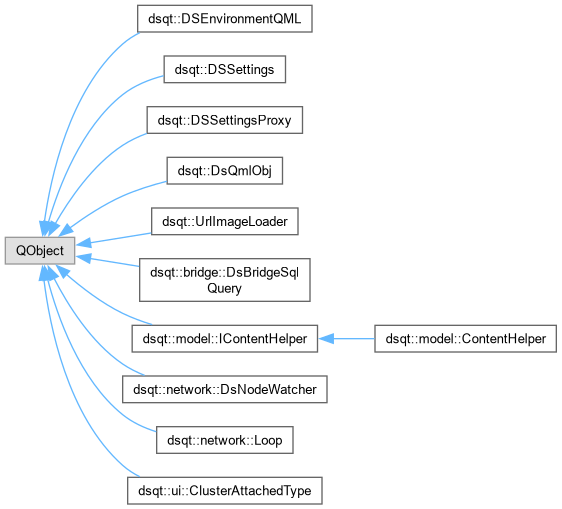 dsqt::DSEnvironmentQML
dsqt::DSSettings
dsqt::DSSettingsProxy
dsqt::DsQmlObj
dsqt::UrlImageLoader
QObject
dsqt::bridge::DsBridgeSql
Query
dsqt::model::IContentHelper
dsqt::model::ContentHelper
dsqt::network::DsNodeWatcher
dsqt::network::Loop
dsqt::ui::ClusterAttachedType